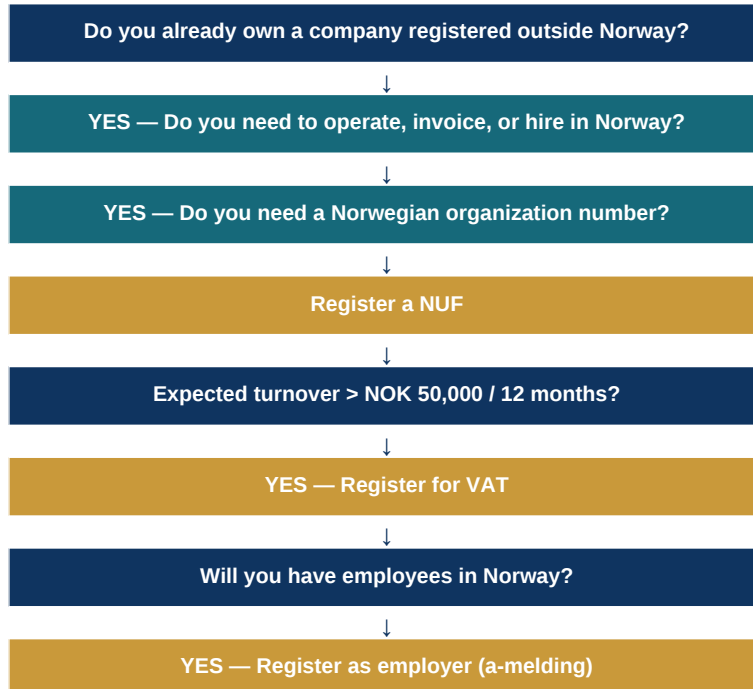 Do you already own a company registered outside Norway?
↓
YES — Do you need to operate, invoice, or hire in Norway?
↓
YES — Do you need a Norwegian organization number?
↓
Register a NUF
↓
Expected turnover > NOK 50,000 / 12 months?
↓
YES — Register for VAT
↓
Will you have employees in Norway?
↓
YES — Register as employer (a-melding)